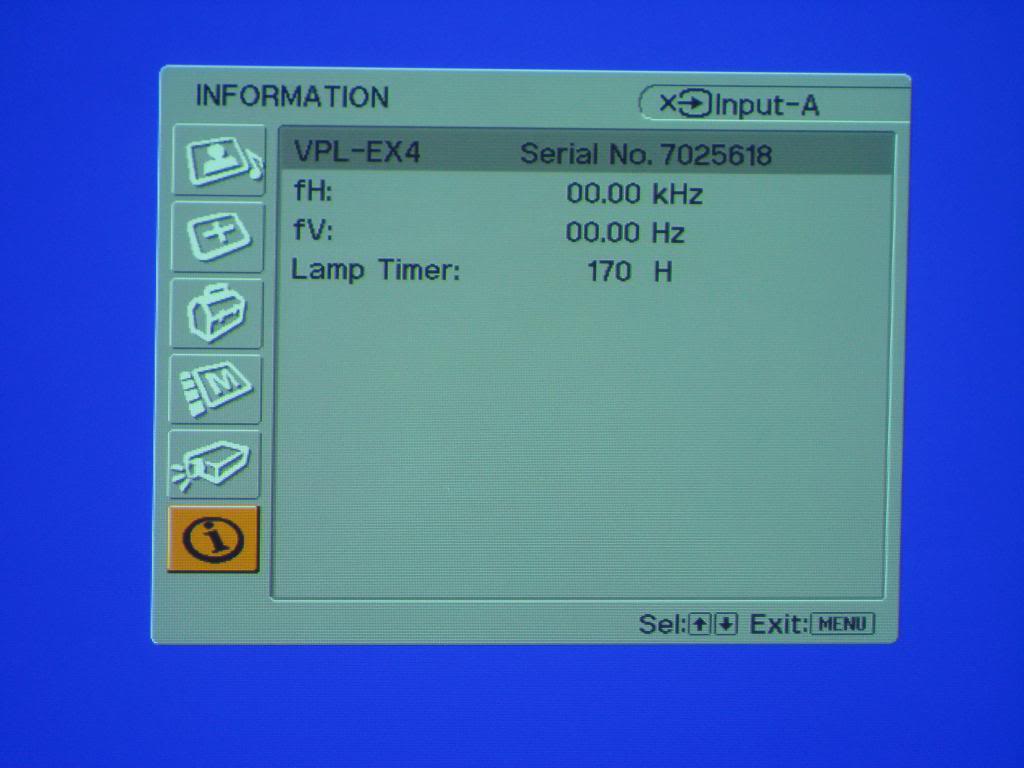 INFORMATION
Input-A
VPL-EX4 Serial No. 7025618
fH: 00.00 kHz
fV: 00.00 Hz
Lamp Timer: 170 H
M
Sel: Exit: MENU